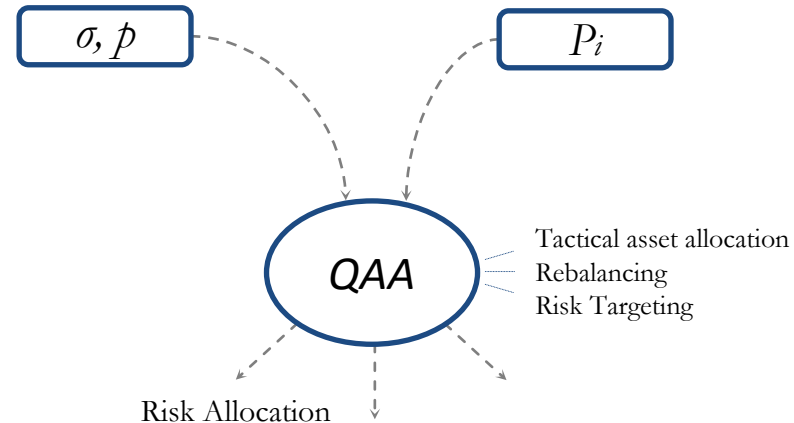 σ, p
Pi
QAA
Tactical asset allocation
Rebalancing
Risk Targeting
Risk Allocation